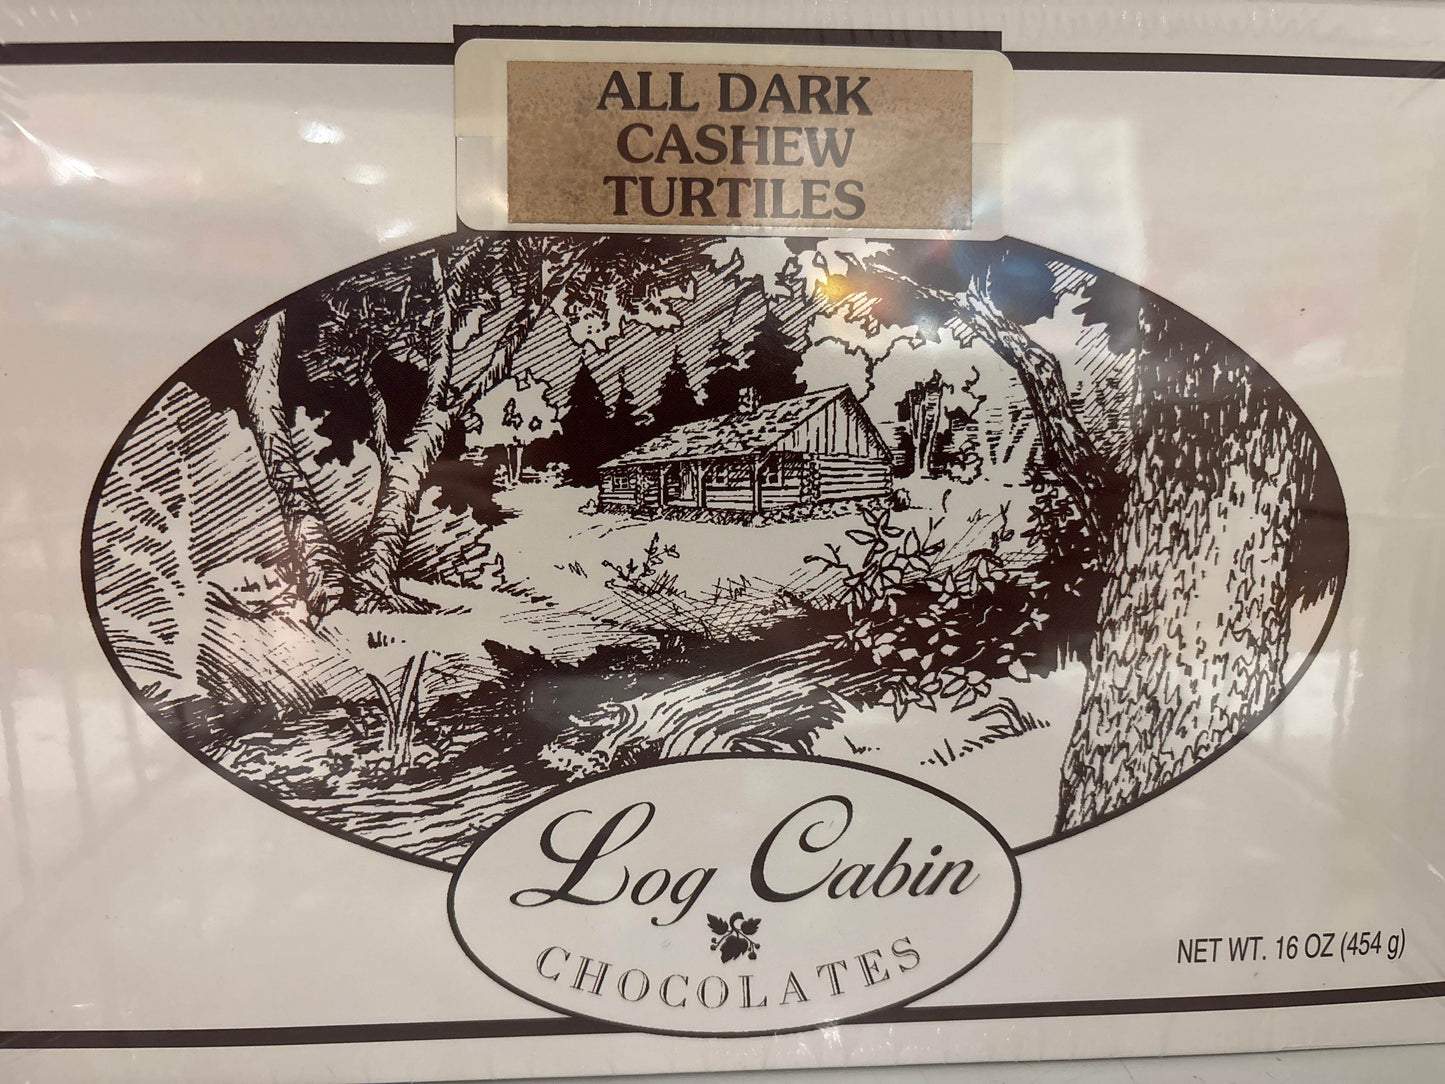 ALL DARK
CASHEW
TURTILES
Log Cabin
CHOCOLATES
NET WT. 16 OZ (454 g)